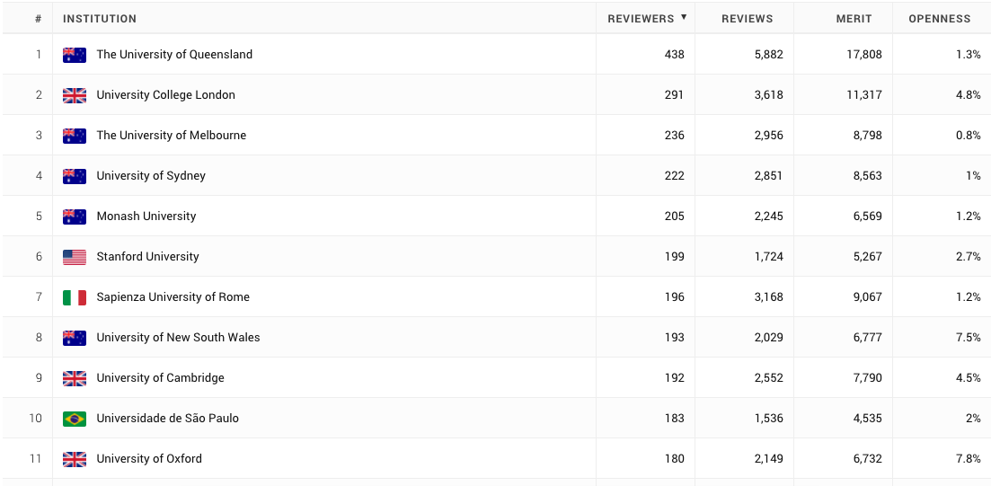 # INSTITUTION REVIEWERS ▼ REVIEWS MERIT OPENNESS
1 The University of Queensland 438 5,882 17,808 1.3%
2 University College London 291 3,618 11,317 4.8%
3 The University of Melbourne 236 2,956 8,798 0.8%
4 University of Sydney 222 2,851 8,563 1%
5 Monash University 205 2,245 6,569 1.2%
6 Stanford University 199 1,724 5,267 2.7%
7 Sapienza University of Rome 196 3,168 9,067 1.2%
8 University of New South Wales 193 2,029 6,777 7.5%
9 University of Cambridge 192 2,552 7,790 4.5%
10 Universidade de São Paulo 183 1,536 4,535 2%
11 University of Oxford 180 2,149 6,732 7.8%